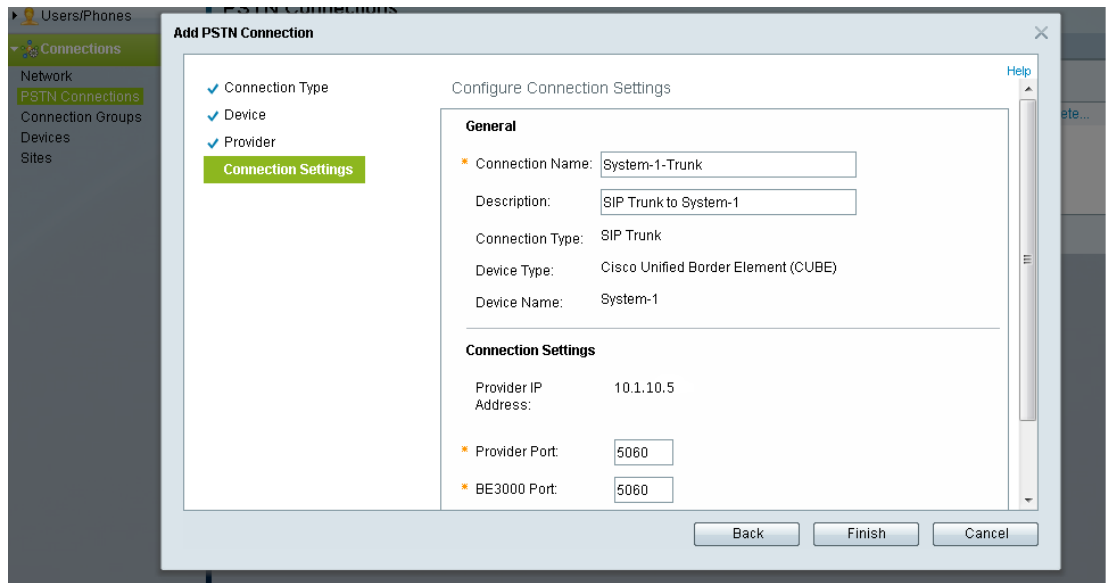 Users/Phones
PSTN Connections
Connections
Network
PSTN Connections
Connection Groups
Devices
Sites
ete...
Add PSTN Connection
Help
Connection Type
Device
Provider
Connection Settings
Configure Connection Settings
General
* Connection Name: System-1-Trunk
Description: SIP Trunk to System-1
Connection Type: SIP Trunk
Device Type: Cisco Unified Border Element (CUBE)
Device Name: System-1
Connection Settings
Provider IP Address: 10.1.10.5
* Provider Port: 5060
* BE3000 Port: 5060
Back Finish Cancel